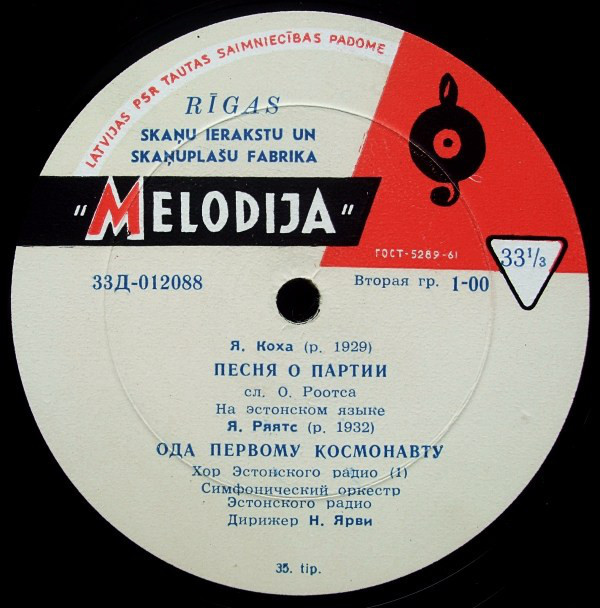 LATVIJAS PSR TAUTAS SAIMNIECĪBAS PADOME
RĪGAS
SKAŅU IERAKSTU UN
SKAŅUPLAŠU FABRIKA
"MELODIJA"
ГОСТ-5289-61
33⅓
33Д-012088
Вторая гр. 1-00
Я. Коха (р. 1929)
ПЕСНЯ О ПАРТИИ
сл. О. Роотса
На эстонском языке
Я. Ряятс (р. 1932)
ОДА ПЕРВОМУ КОСМОНАВТУ
Хор Эстонского радио (1)
Симфонический оркестр
Эстонского радио
Дирижер Н. Ярви
35. tip.